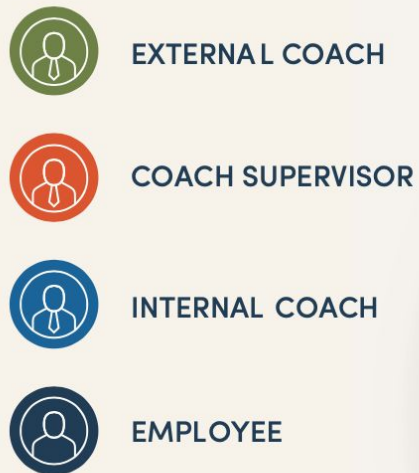 EXTERNAL COACH
COACH SUPERVISOR
INTERNAL COACH
EMPLOYEE